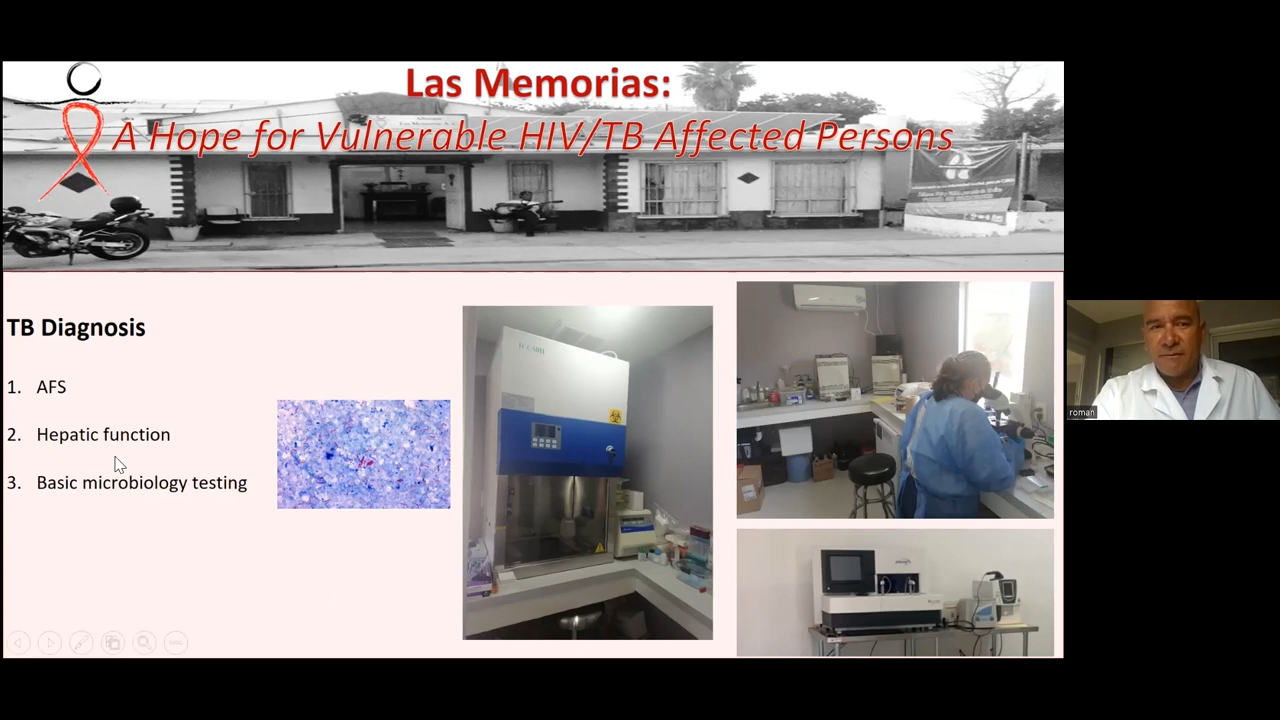 Las Memorias:
A Hope for Vulnerable HIV/TB Affected Persons
TB Diagnosis
1. AFS
2. Hepatic function
3. Basic microbiology testing
roman